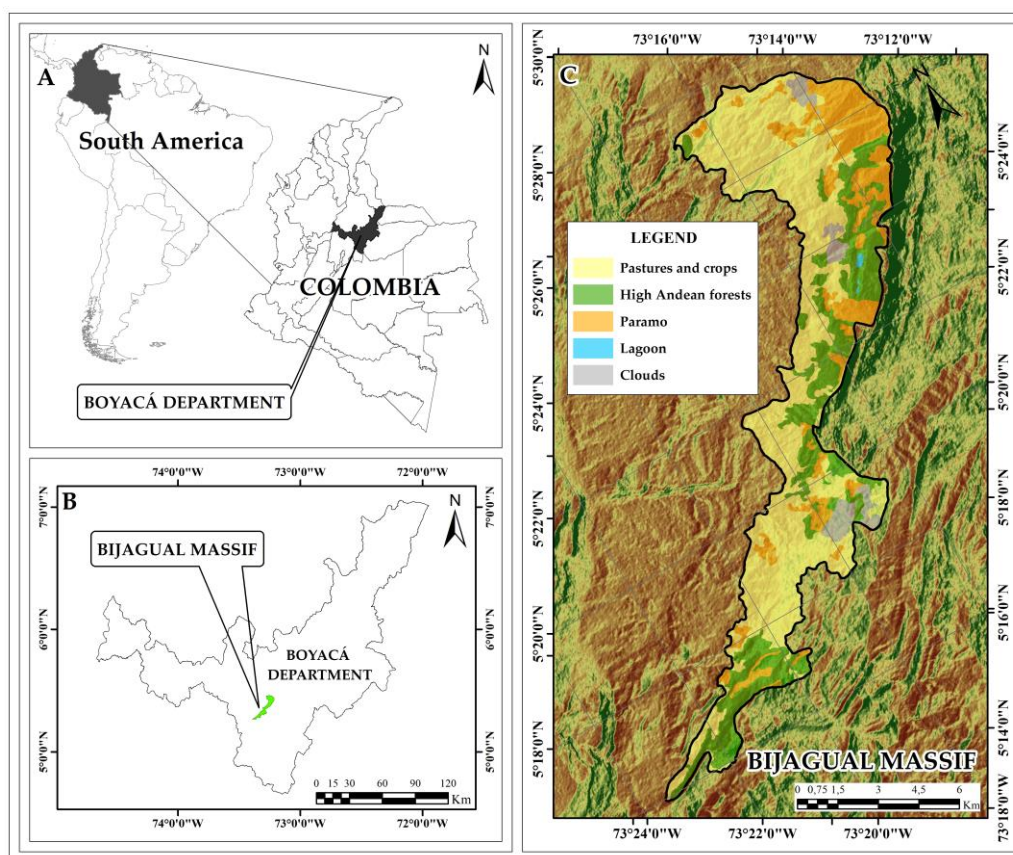 A
N
South America
COLOMBIA
BOYACÁ DEPARTMENT
74°0'0"W 73°0'0"W 72°0'0"W
B
N
BIJAGUAL MASSIF
BOYACÁ
DEPARTMENT
7°0'0"N
6°0'0"N
5°0'0"N
7°0'0"N
6°0'0"N
5°0'0"N
0 15 30 60 90 120
Km
74°0'0"W 73°0'0"W 72°0'0"W
73°16'0"W 73°14'0"W 73°12'0"W
C
N
5°30'0"N
5°28'0"N
5°26'0"N
5°24'0"N
5°22'0"N
5°20'0"N
5°18'0"N
LEGEND
Pastures and crops
High Andean forests
Paramo
Lagoon
Clouds
5°24'0"N
5°22'0"N
5°20'0"N
5°18'0"N
5°16'0"N
5°14'0"N
73°18'0"W
BIJAGUAL MASSIF
0 0,75 1,5 3 4,5 6
Km
73°24'0"W 73°22'0"W 73°20'0"W